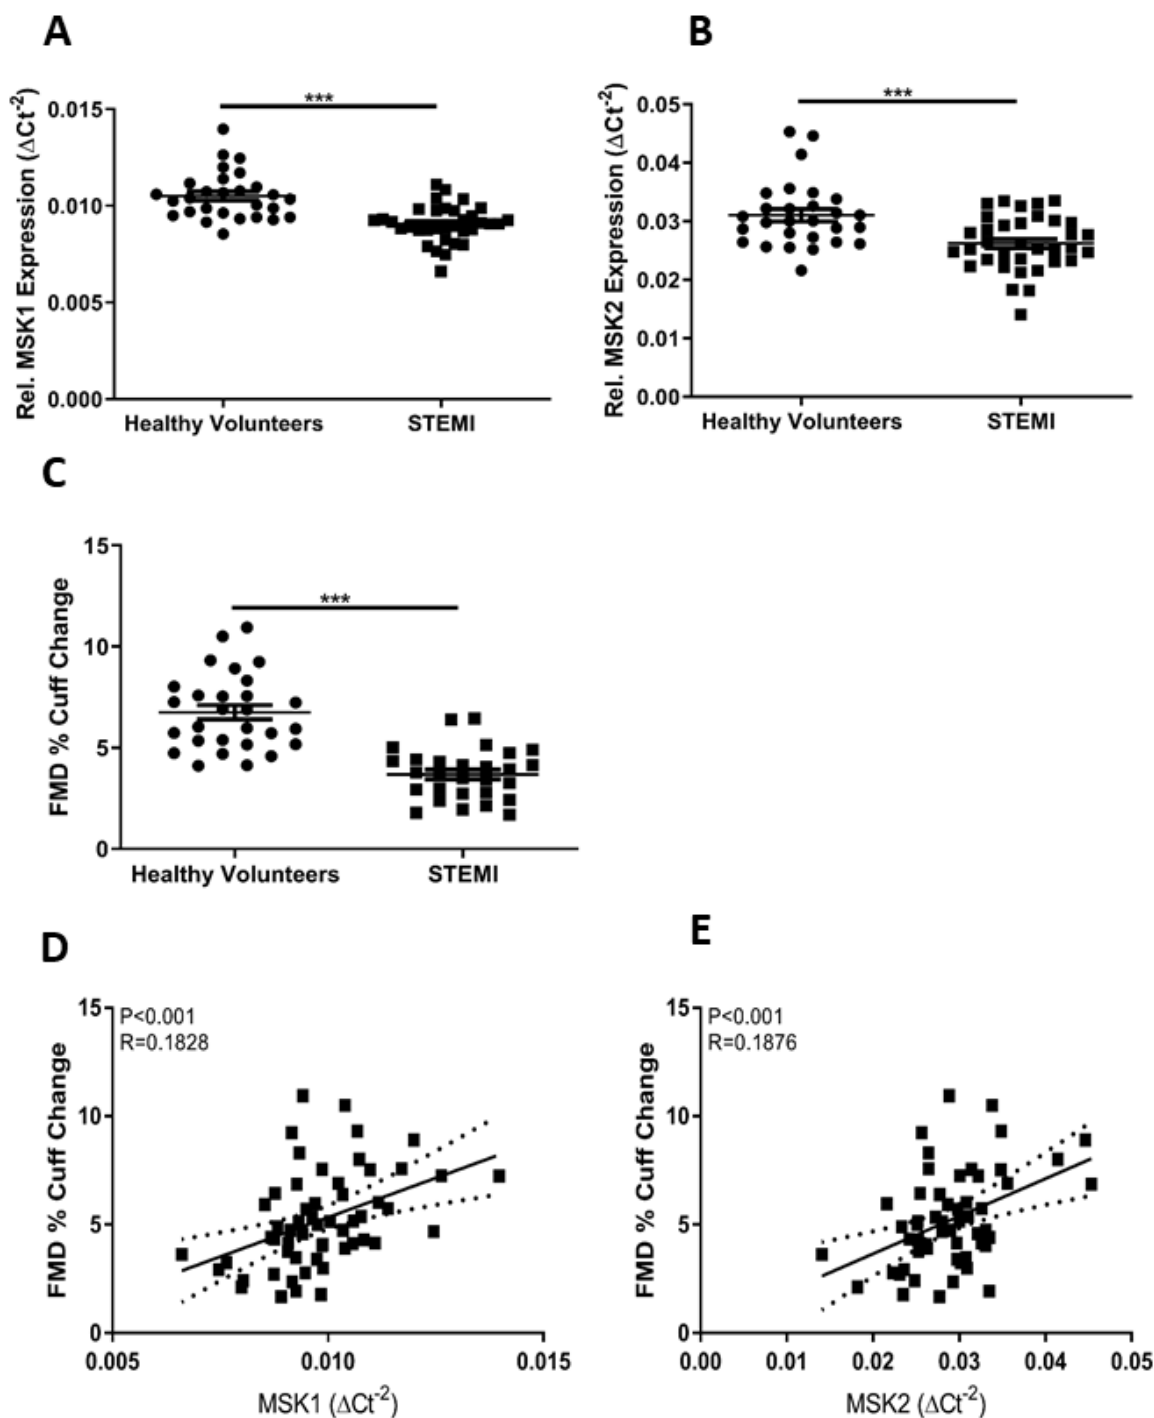 A
Rel. MSK1 Expression (ΔCt⁻²)
0.015
0.010
0.005
0.000
***
Healthy Volunteers
STEMI
B
Rel. MSK2 Expression (ΔCt⁻²)
0.05
0.04
0.03
0.02
0.01
0.00
***
Healthy Volunteers
STEMI
C
FMD % Cuff Change
15
10
5
0
***
Healthy Volunteers
STEMI
D
FMD % Cuff Change
15
10
5
0
P<0.001
R=0.1828
0.005
0.010
0.015
MSK1 (ΔCt⁻²)
E
FMD % Cuff Change
15
10
5
0
P<0.001
R=0.1876
0.00
0.01
0.02
0.03
0.04
0.05
MSK2 (ΔCt⁻²)